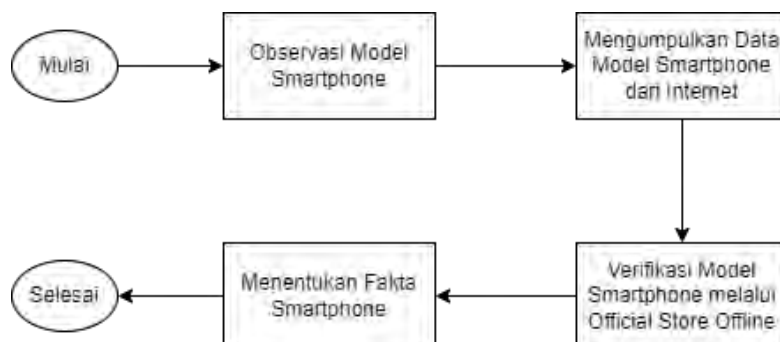 Mulai
Observasi Model
Smartphone
Mengumpulkan Data
Model Smartphone
dari Internet
Verifikasi Model
Smartphone melalui
Official Store Offline
Menentukan Fakta
Smartphone
Selesai